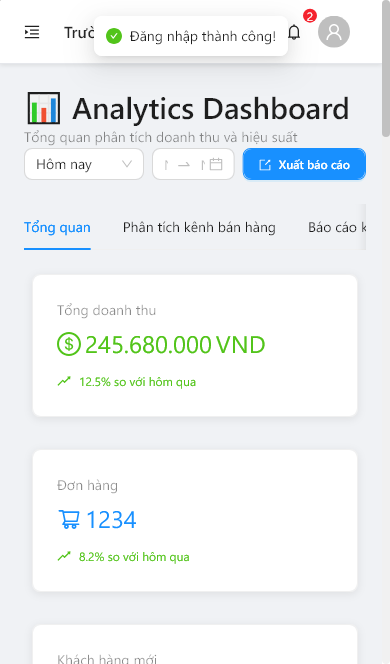 Đăng nhập thành công!
2
Analytics Dashboard
Tổng quan phân tích doanh thu và hiệu suất
Hôm nay
Xuất báo cáo
Tổng quan Phân tích kênh bán hàng Báo cáo
Tổng doanh thu
245.680.000 VND
12.5% so với hôm qua
Đơn hàng
1234
8.2% so với hôm qua
Khách hàng mới